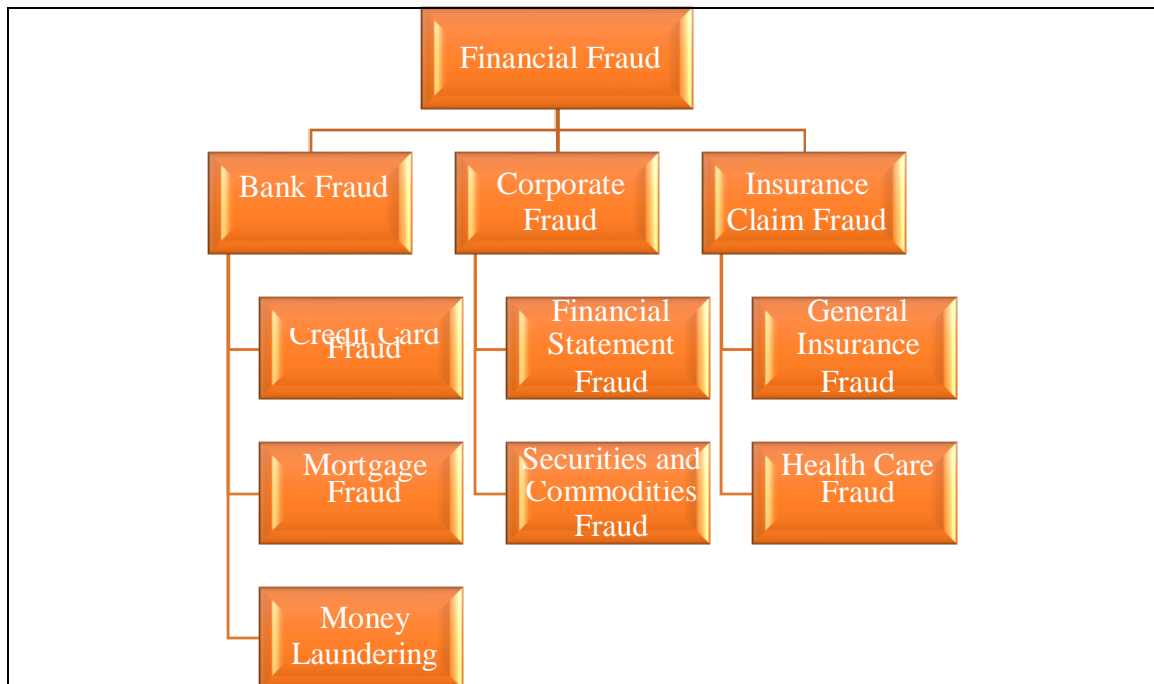 Financial Fraud
Bank Fraud
Corporate
Fraud
Insurance
Claim Fraud
Credit Card
Fraud
Financial
Statement
Fraud
General
Insurance
Fraud
Mortgage
Fraud
Securities and
Commodities
Fraud
Health Care
Fraud
Money
Laundering